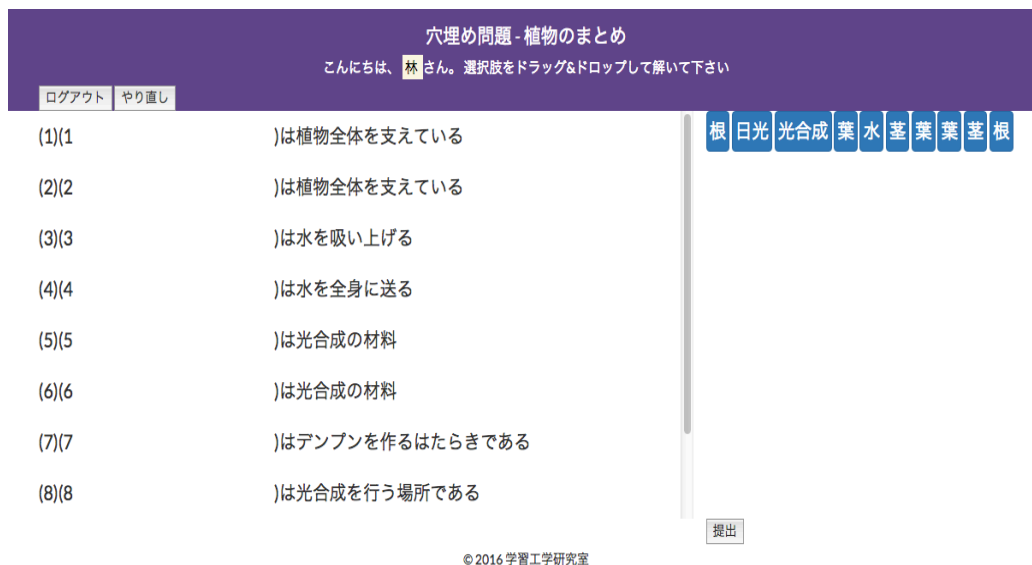 穴埋め問題 - 植物のまとめ
こんにちは、 林 さん。 選択肢をドラッグ&ドロップして解いて下さい
ログアウト やり直し
(1)(1 )は植物全体を支えている
(2)(2 )は植物全体を支えている
(3)(3 )は水を吸い上げる
(4)(4 )は水を全身に送る
(5)(5 )は光合成の材料
(6)(6 )は光合成の材料
(7)(7 )はデンプンを作るはたらきである
(8)(8 )は光合成を行う場所である
根 日光 光合成 葉 水 茎 葉 葉 茎 根
提出
© 2016 学習工学研究室